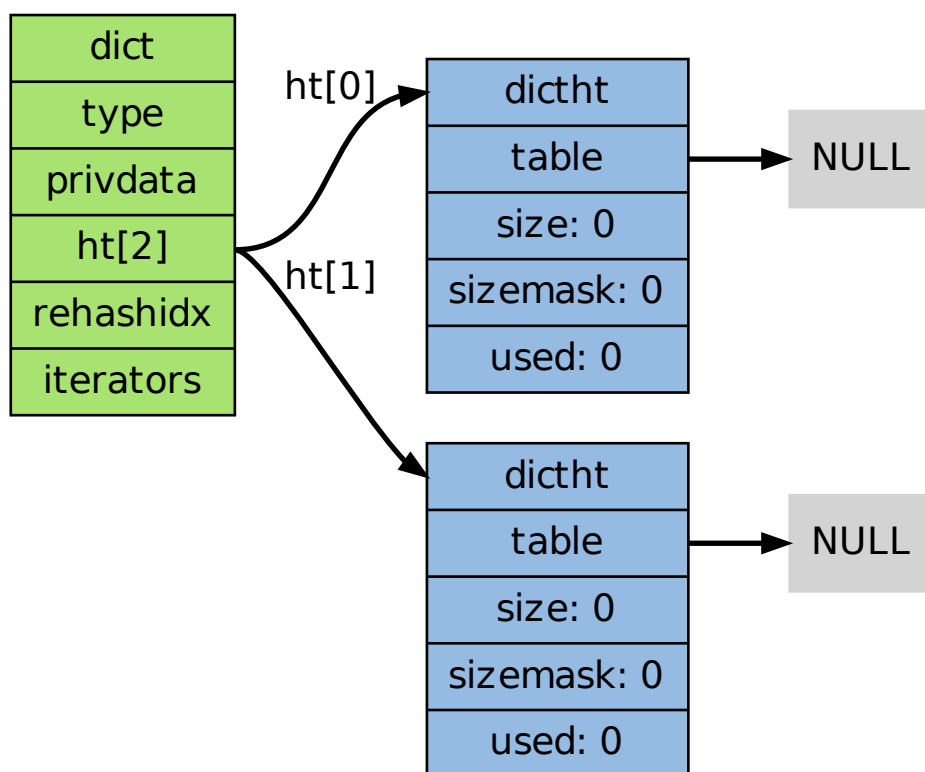 dict
type
privdata
ht[2]
rehashidx
iterators
ht[0]
ht[1]
dictht
table
size: 0
sizemask: 0
used: 0
NULL
dictht
table
size: 0
sizemask: 0
used: 0
NULL